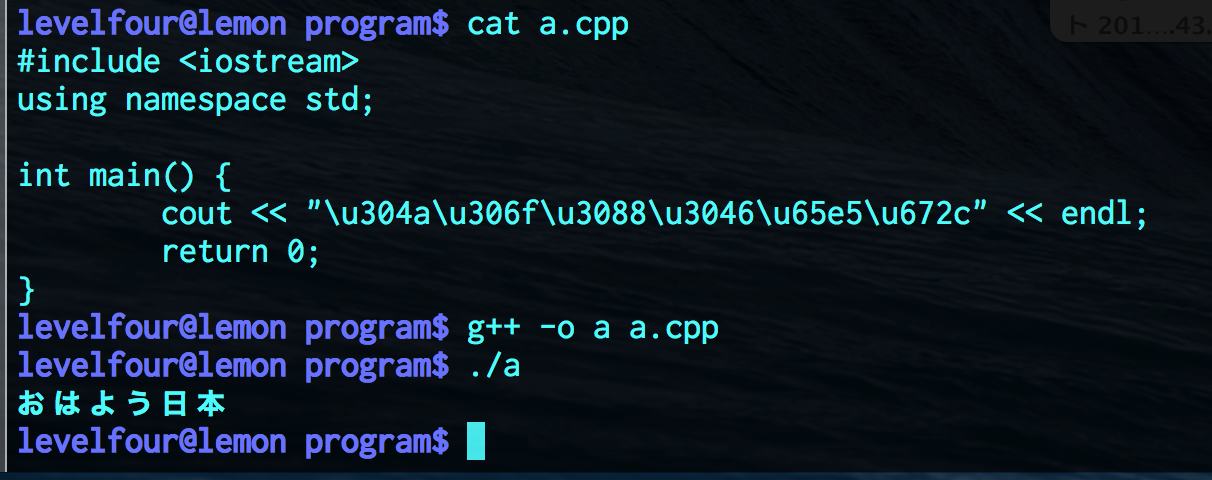 levelfour@lemon program$ cat a.cpp
ト 201….43.
#include <iostream>
using namespace std;
int main() {
cout << "\u304a\u306f\u3088\u3046\u65e5\u672c" << endl;
return 0;
}
levelfour@lemon program$ g++ -o a a.cpp
levelfour@lemon program$ ./a
おはよう日本
levelfour@lemon program$